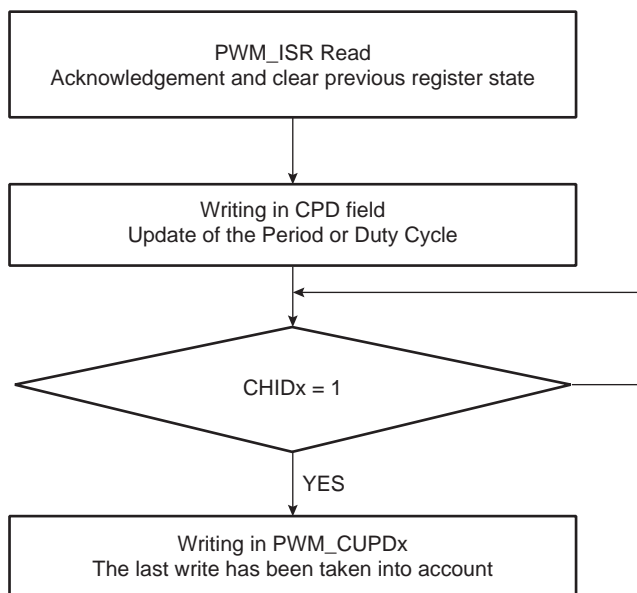 PWM_ISR Read
Acknowledgement and clear previous register state
Writing in CPD field
Update of the Period or Duty Cycle
CHIDx = 1
YES
Writing in PWM_CUPDx
The last write has been taken into account